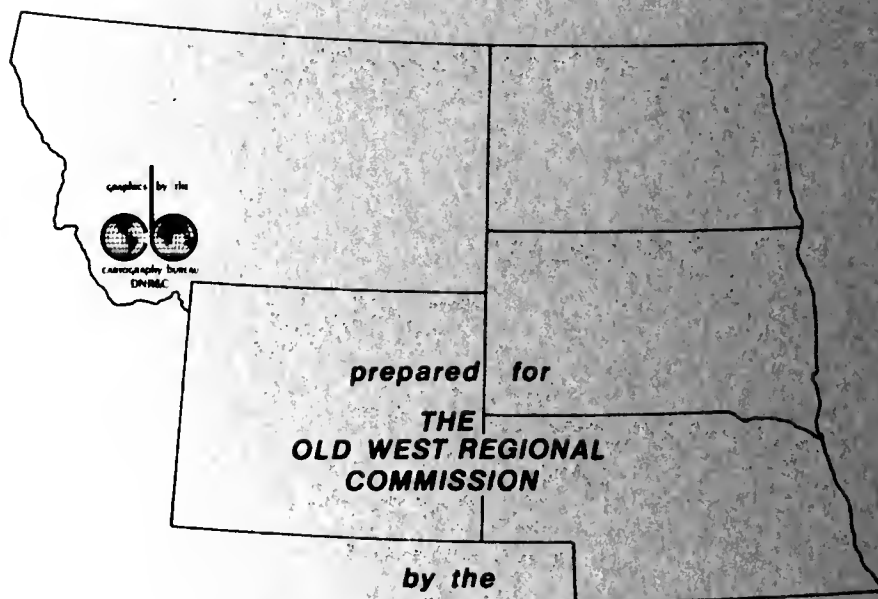 graphics by the
CARTOGRAPHY BUREAU
DNR&C
prepared for
THE
OLD WEST REGIONAL
COMMISSION
by the